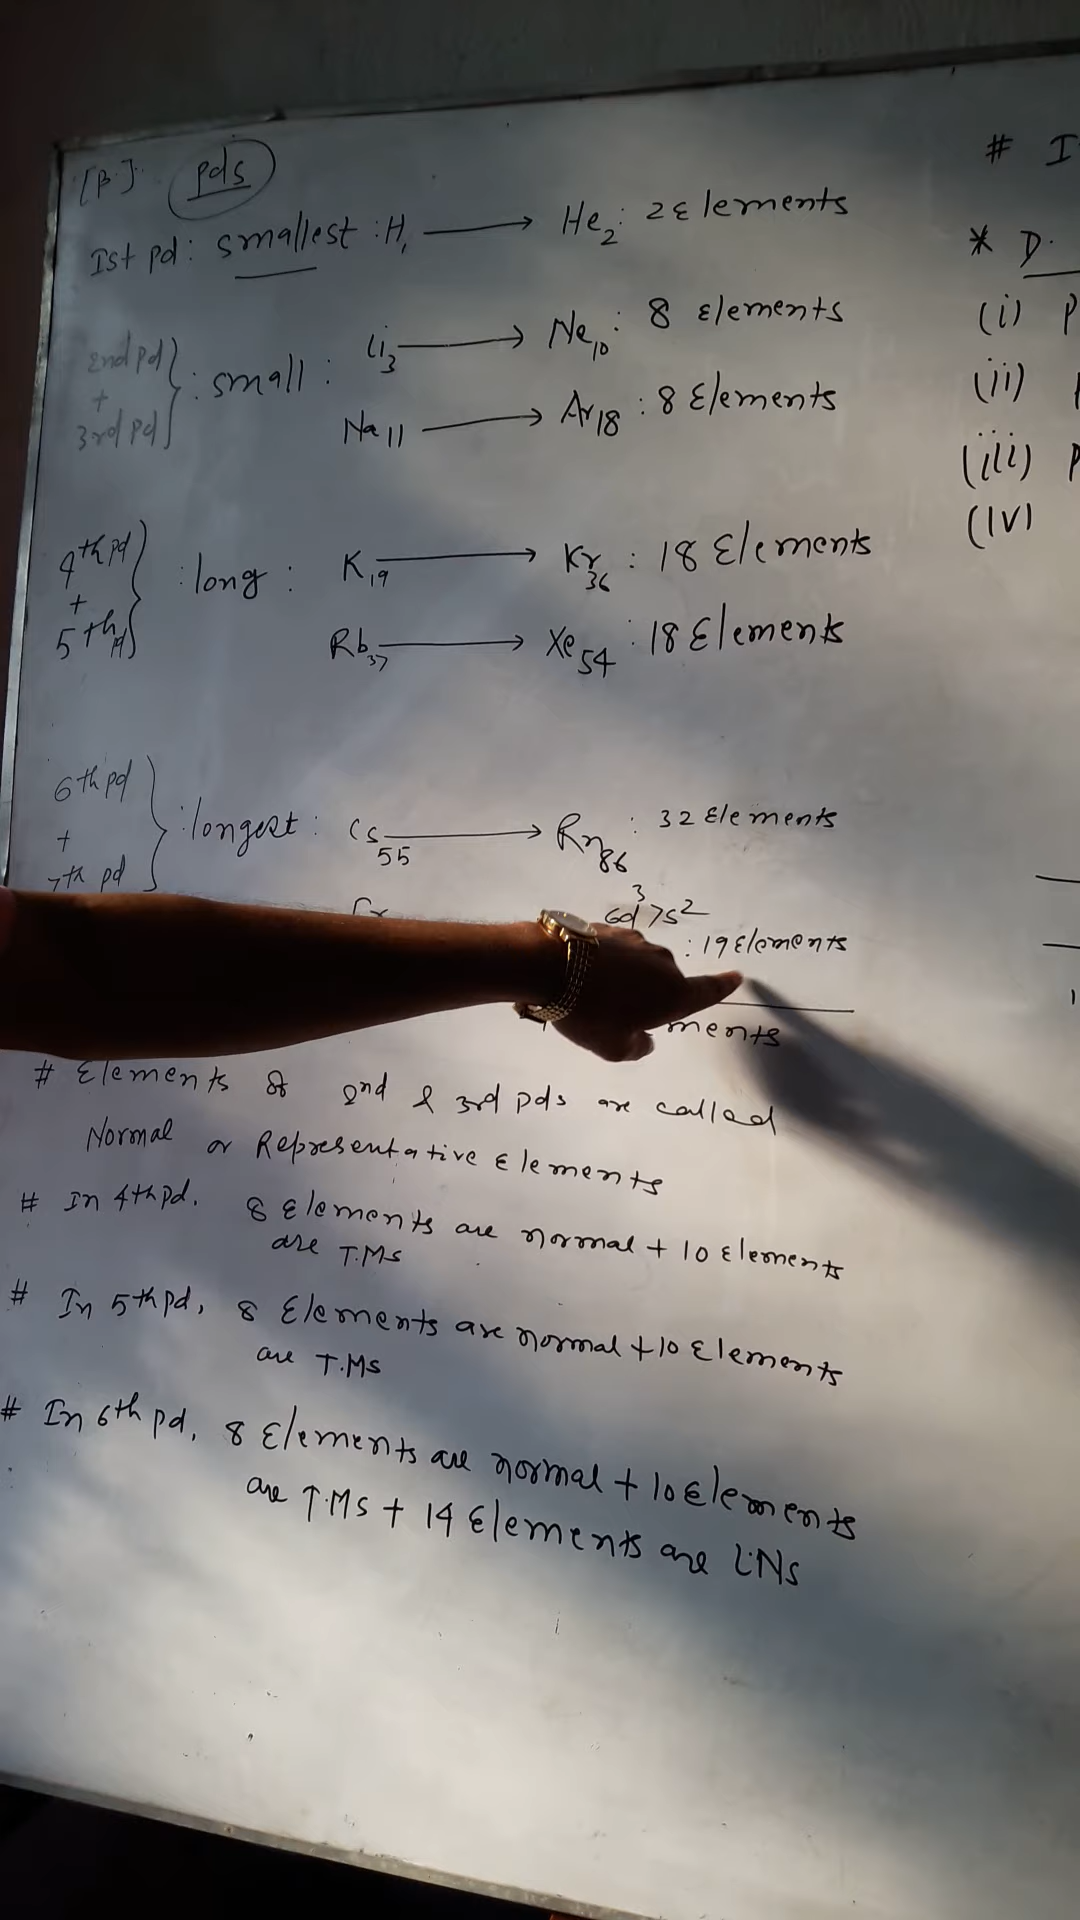 [B] pds
Ist pd: smallest: H1 → He2: 2 Elements
2nd pd + 3rd pd } : small : Li3 → Ne10 : 8 Elements
Na11 → Ar18 : 8 Elements
4th pd + 5th pd } : long : K19 → Kr36 : 18 Elements
Rb37 → Xe54 : 18 Elements
6th pd + 7th pd } : longest : Cs55 → Rn86 : 32 Elements
6d3 7s2
: 19 Elements
# Elements of 2nd & 3rd pds are called
Normal or Representative Elements
# In 4th pd. 8 Elements are normal + 10 Elements
are T.Ms
# In 5th pd, 8 Elements are normal + 10 Elements
are T.Ms
# In 6th pd, 8 Elements are normal + 10 Elements
are T.Ms + 14 Elements are LNs
# I
* D.
(i) P
(ii)
(iii) P
(IV)